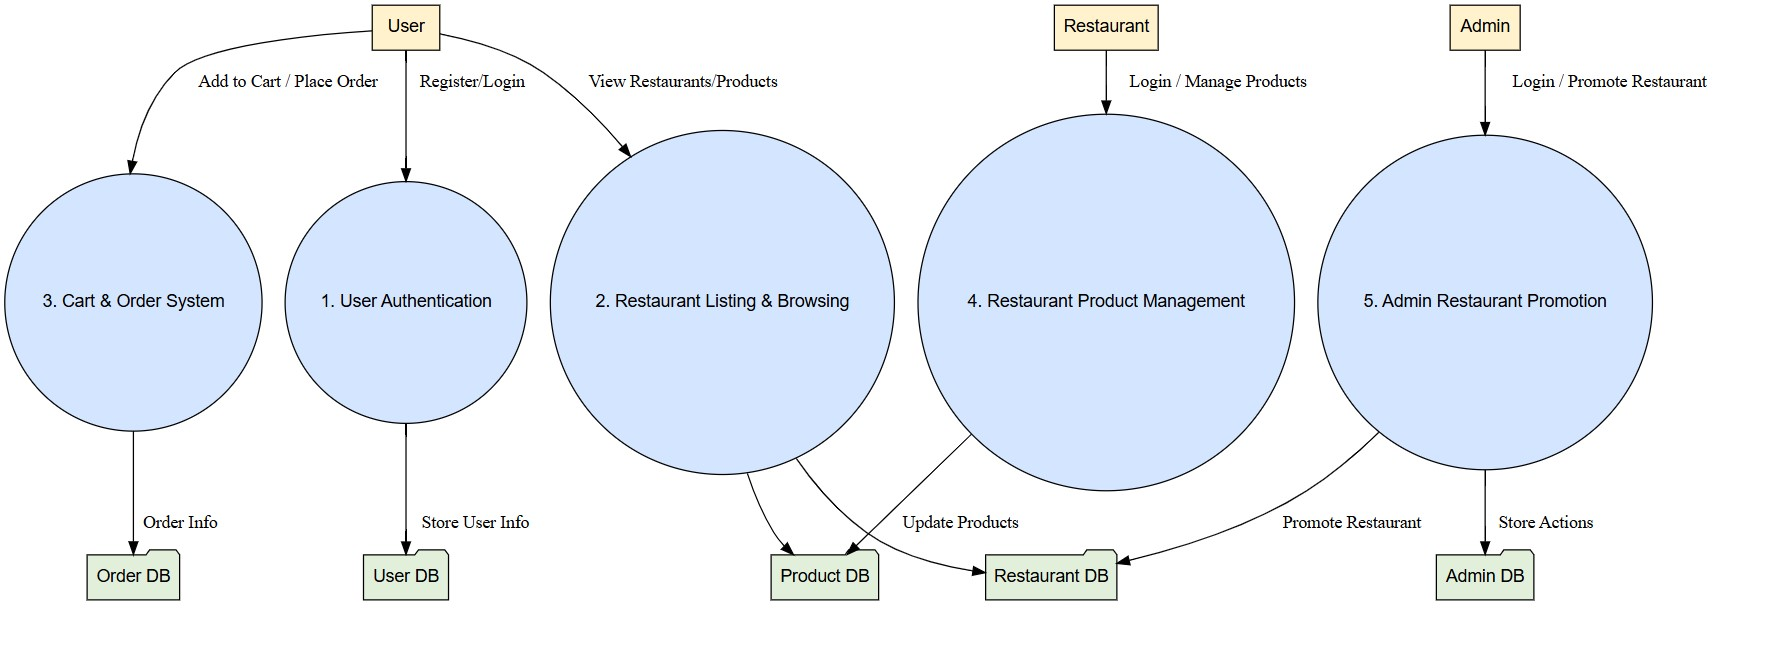 User
Restaurant
Admin
Add to Cart / Place Order
Register/Login
View Restaurants/Products
Login / Manage Products
Login / Promote Restaurant
3. Cart & Order System
1. User Authentication
2. Restaurant Listing & Browsing
4. Restaurant Product Management
5. Admin Restaurant Promotion
Order Info
Store User Info
Update Products
Promote Restaurant
Store Actions
Order DB
User DB
Product DB
Restaurant DB
Admin DB